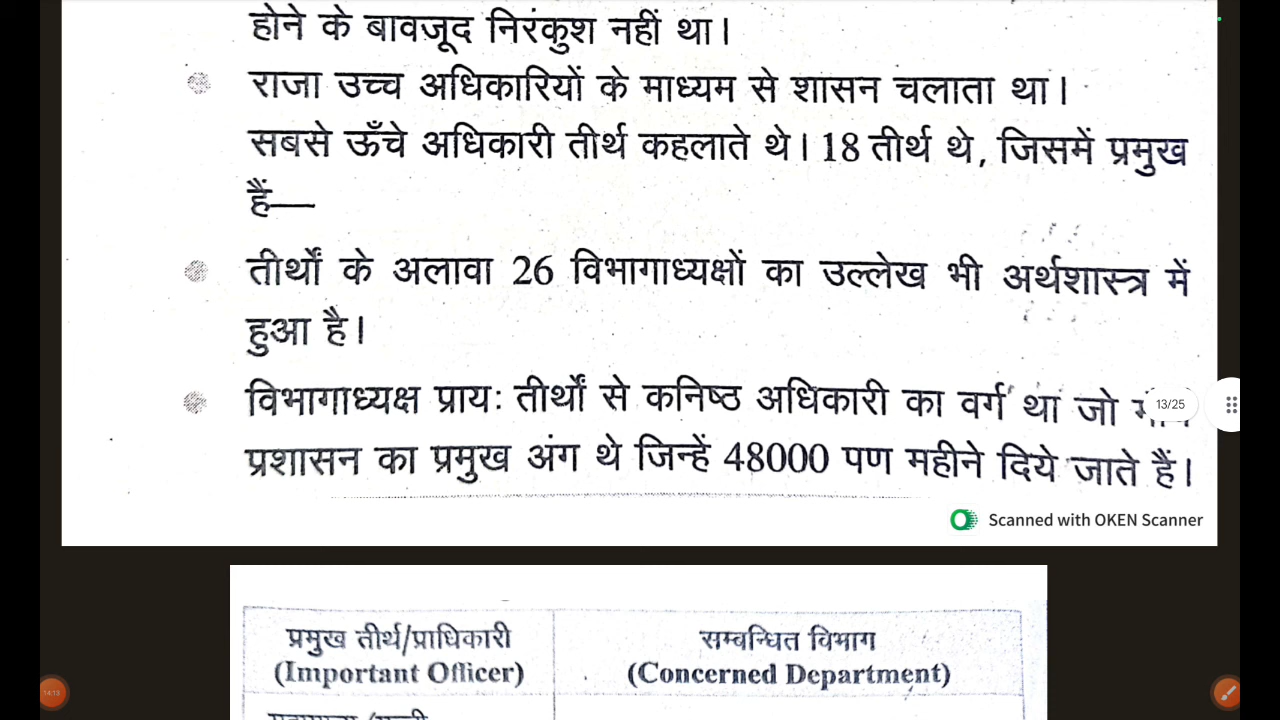 होने के बावजूद निरंकुश नहीं था।
राजा उच्च अधिकारियों के माध्यम से शासन चलाता था।
सबसे ऊँचे अधिकारी तीर्थ कहलाते थे। 18 तीर्थ थे, जिसमें प्रमुख
हैं—
तीर्थों के अलावा 26 विभागाध्यक्षों का उल्लेख भी अर्थशास्त्र में
हुआ है।
विभागाध्यक्ष प्रायः तीर्थों से कनिष्ठ अधिकारी का वर्ग था जो
13/25
प्रशासन का प्रमुख अंग थे जिन्हें 48000 पण महीने दिये जाते हैं।
Scanned with OKEN Scanner
प्रमुख तीर्थ/प्राधिकारी सम्बन्धित विभाग
(Important Officer) (Concerned Department)
14:13